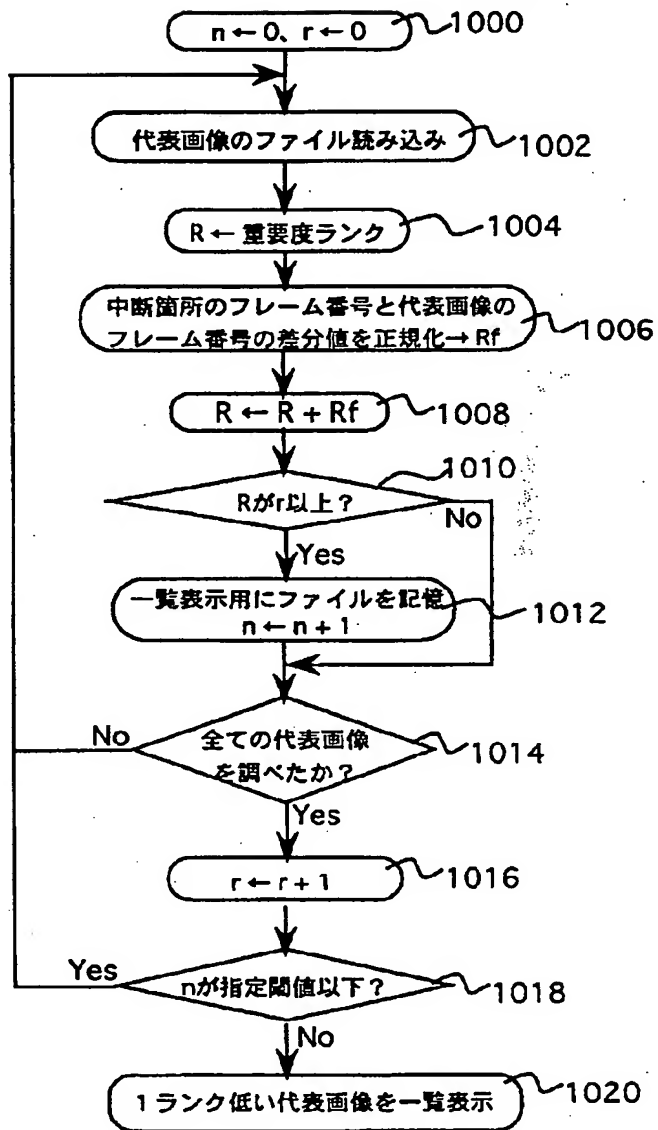 n←0、r←0
1000
代表画像のファイル読み込み
1002
R←重要度ランク
1004
中断箇所のフレーム番号と代表画像の
フレーム番号の差分値を正規化→Rf
1006
R←R+Rf
1008
1010
Rがr以上?
No
Yes
一覧表示用にファイルを記憶
n←n+1
1012
No
全ての代表画像
を調べたか?
1014
Yes
r←r+1
1016
Yes
nが指定閾値以下?
1018
No
1ランク低い代表画像を一覧表示
1020